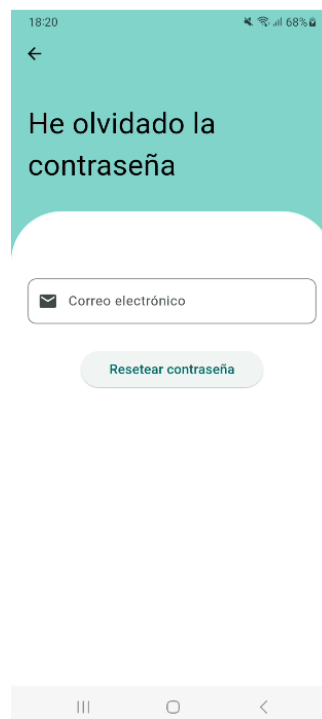 18:20
68%
He olvidado la
contraseña
Correo electrónico
Resetear contraseña